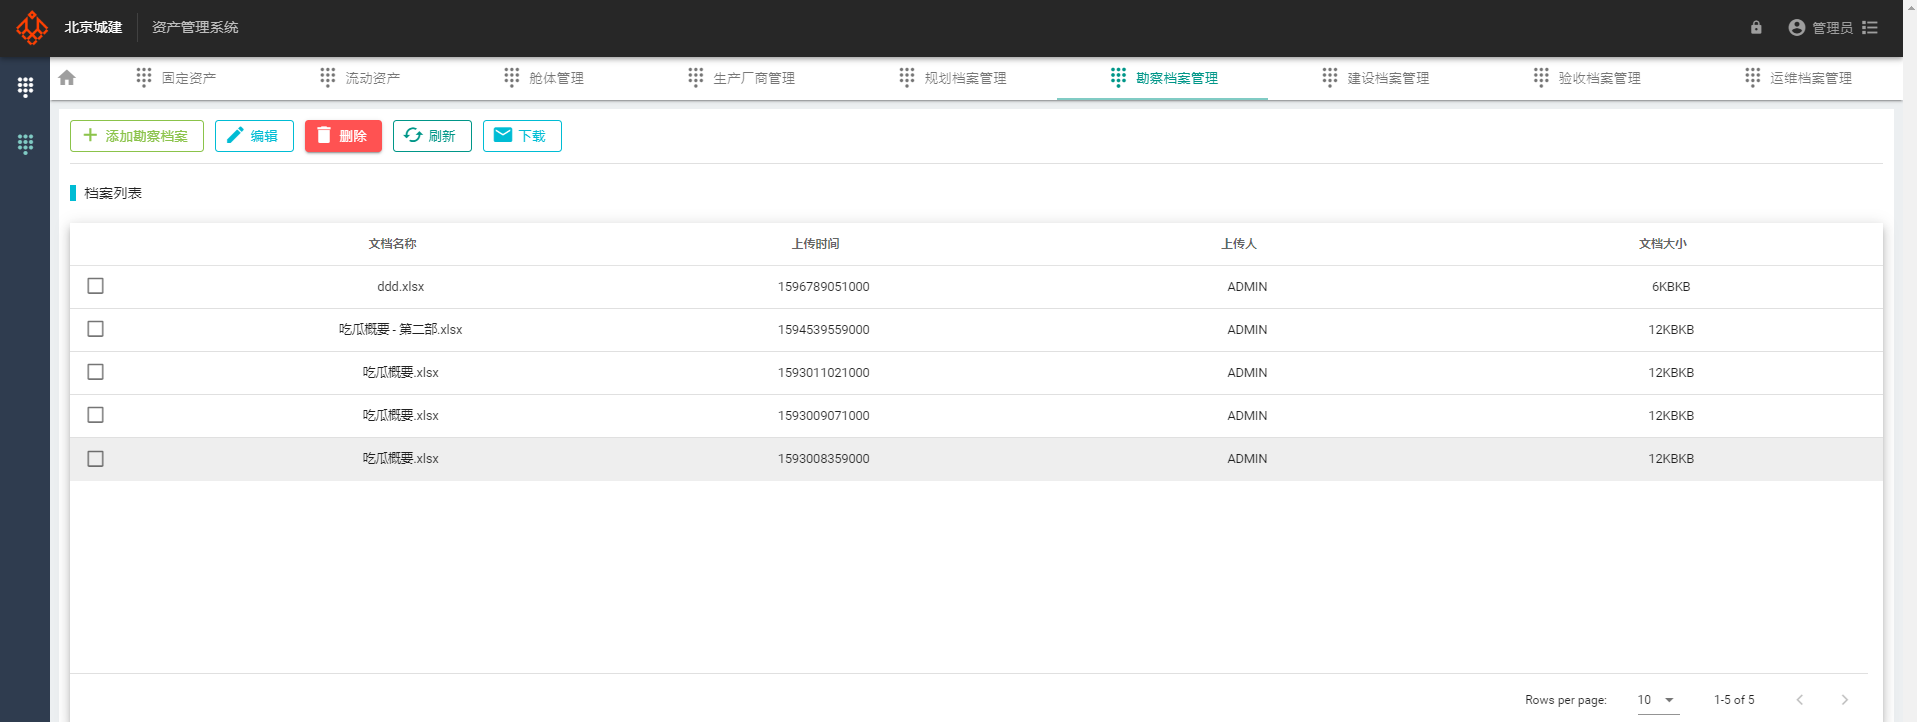 北京城建 资产管理系统 管理员
固定资产 流动资产 舱体管理 生产厂商管理 规划档案管理 勘察档案管理 建设档案管理 验收档案管理 运维档案管理
添加勘察档案 编辑 删除 刷新 下载
档案列表
文档名称 上传时间 上传人 文档大小
ddd.xlsx 1596789051000 ADMIN 6KBKB
吃瓜概要 - 第二部.xlsx 1594539559000 ADMIN 12KBKB
吃瓜概要.xlsx 1593011021000 ADMIN 12KBKB
吃瓜概要.xlsx 1593009071000 ADMIN 12KBKB
吃瓜概要.xlsx 1593008359000 ADMIN 12KBKB
Rows per page: 10 1-5 of 5